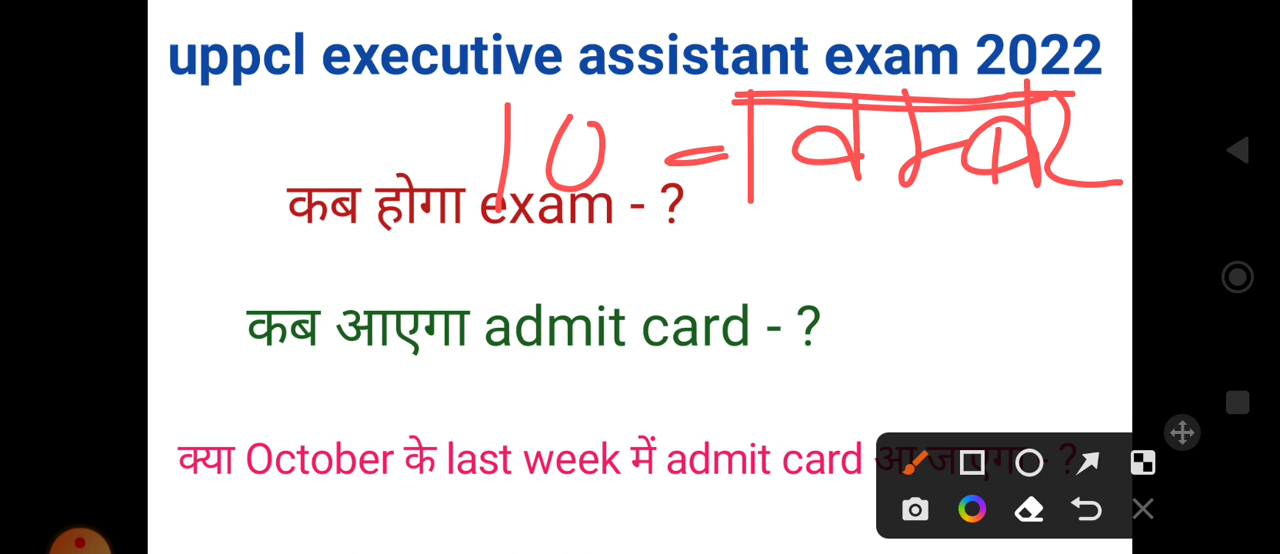 uppcl executive assistant exam 2022
10 नवम्बर
कब होगा exam - ?
कब आएगा admit card - ?
क्या October के last week में admit card आ जाएगा - ?